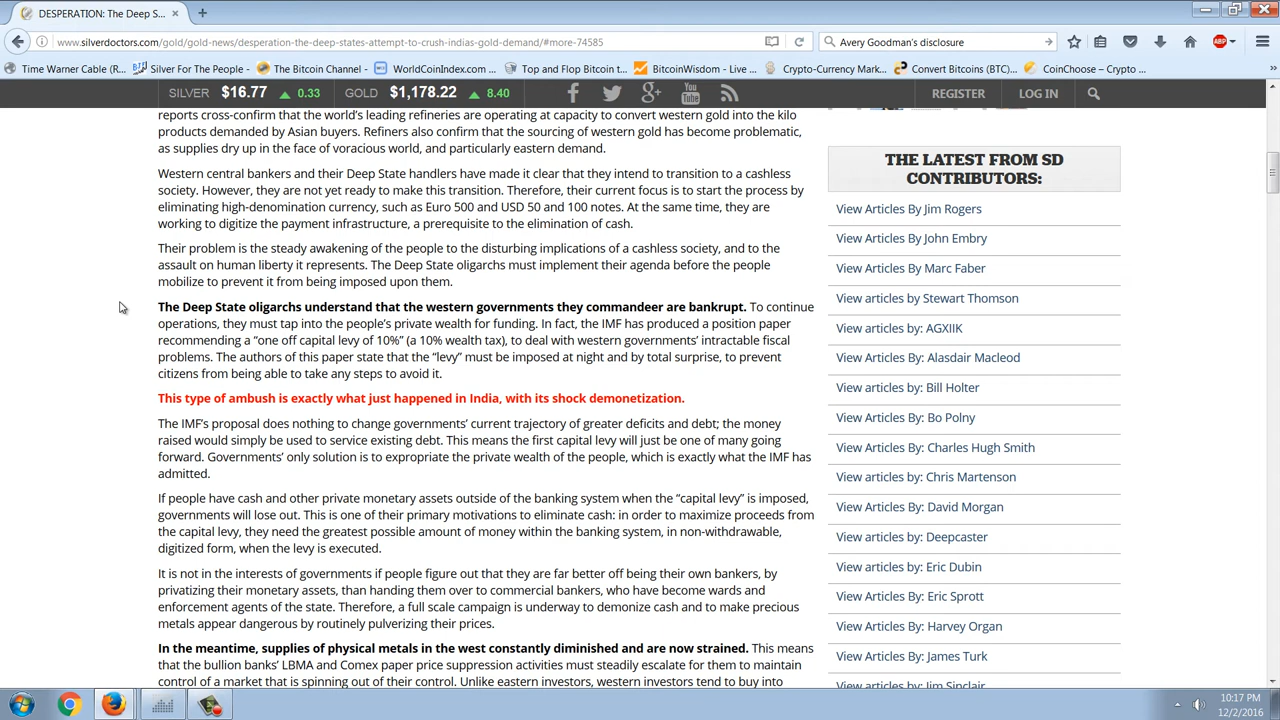 DESPERATION: The Deep S...
www.silverdoctors.com/gold/gold-news/desperation-the-deep-states-attempt-to-crush-indias-gold-demand/#more-74585
Avery Goodman's disclosure
ABP
Time Warner Cable (R...
Silver For The People - ...
The Bitcoin Channel - ...
WorldCoinIndex.com -...
Top and Flop Bitcoin t...
BitcoinWisdom - Live ...
Crypto-Currency Mark...
Convert Bitcoins (BTC)...
CoinChoose – Crypto ...
SILVER $16.77 0.33 GOLD $1,178.22 8.40
REGISTER LOG IN
reports cross-confirm that the world's leading refineries are operating at capacity to convert western gold into the kilo
products demanded by Asian buyers. Refiners also confirm that the sourcing of western gold has become problematic,
as supplies dry up in the face of voracious world, and particularly eastern demand.
Western central bankers and their Deep State handlers have made it clear that they intend to transition to a cashless
society. However, they are not yet ready to make this transition. Therefore, their current focus is to start the process by
eliminating high-denomination currency, such as Euro 500 and USD 50 and 100 notes. At the same time, they are
working to digitize the payment infrastructure, a prerequisite to the elimination of cash.
Their problem is the steady awakening of the people to the disturbing implications of a cashless society, and to the
assault on human liberty it represents. The Deep State oligarchs must implement their agenda before the people
mobilize to prevent it from being imposed upon them.
The Deep State oligarchs understand that the western governments they commandeer are bankrupt. To continue
operations, they must tap into the people's private wealth for funding. In fact, the IMF has produced a position paper
recommending a “one off capital levy of 10%” (a 10% wealth tax), to deal with western governments' intractable fiscal
problems. The authors of this paper state that the “levy” must be imposed at night and by total surprise, to prevent
citizens from being able to take any steps to avoid it.
This type of ambush is exactly what just happened in India, with its shock demonetization.
The IMF's proposal does nothing to change governments' current trajectory of greater deficits and debt; the money
raised would simply be used to service existing debt. This means the first capital levy will just be one of many going
forward. Governments' only solution is to expropriate the private wealth of the people, which is exactly what the IMF has
admitted.
If people have cash and other private monetary assets outside of the banking system when the “capital levy” is imposed,
governments will lose out. This is one of their primary motivations to eliminate cash: in order to maximize proceeds from
the capital levy, they need the greatest possible amount of money within the banking system, in non-withdrawable,
digitized form, when the levy is executed.
It is not in the interests of governments if people figure out that they are far better off being their own bankers, by
privatizing their monetary assets, than handing them over to commercial bankers, who have become wards and
enforcement agents of the state. Therefore, a full scale campaign is underway to demonize cash and to make precious
metals appear dangerous by routinely pulverizing their prices.
In the meantime, supplies of physical metals in the west constantly diminished and are now strained. This means
that the bullion banks' LBMA and Comex paper price suppression activities must steadily escalate for them to maintain
control of a market that is spinning out of their control. Unlike eastern investors, western investors tend to buy into
THE LATEST FROM SD
CONTRIBUTORS:
View Articles By Jim Rogers
View Articles By John Embry
View Articles By Marc Faber
View articles by Stewart Thomson
View articles by: AGXIIK
View Articles By: Alasdair Macleod
View articles by: Bill Holter
View Articles By: Bo Polny
View Articles By: Charles Hugh Smith
View articles by: Chris Martenson
View Articles By: David Morgan
View articles by: Deepcaster
View articles by: Eric Dubin
View articles By: Eric Sprott
View Articles By: Harvey Organ
View Articles By: James Turk
View articles by: Jim Sinclair
10:17 PM
12/2/2016